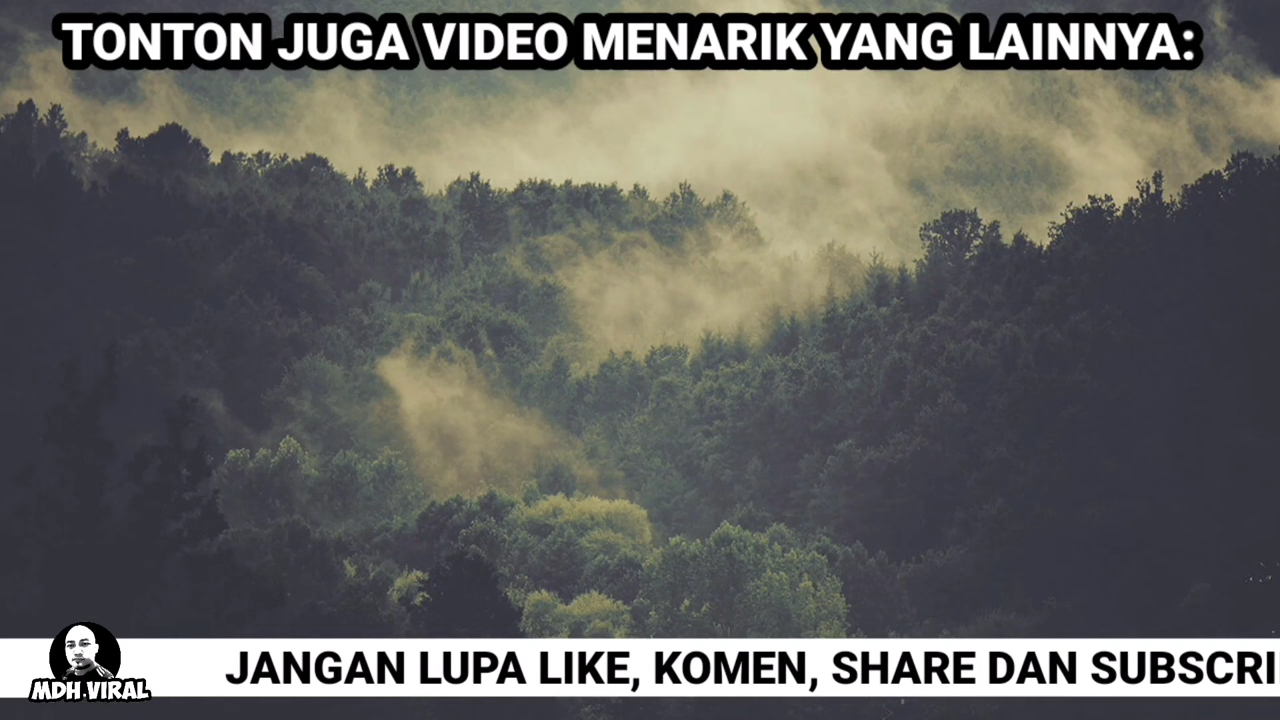 TONTON JUGA VIDEO MENARIK YANG LAINNYA:
JANGAN LUPA LIKE, KOMEN, SHARE DAN SUBSCRI
MDH VIRAL